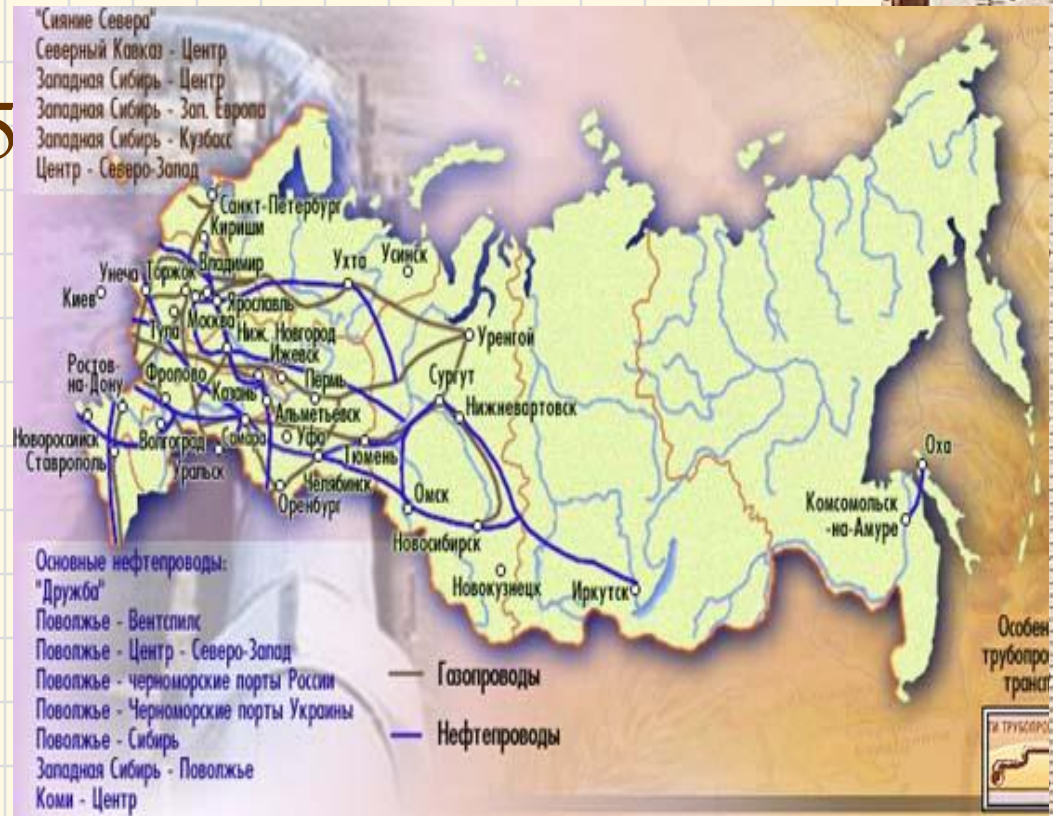 "Сияние Севера"
Северный Кавказ - Центр
Западная Сибирь - Центр
Западная Сибирь - Зап. Европа
Западная Сибирь - Кузбасс
Центр - Северо-Запад
Санкт-Петербург
Кириши
Унеча Торжок Владимир
Ухта
Усинск
Киев
Ярославль
Москва
Тула
Ниж. Новгород
Уренгой
Ижевск
Ростов-
на-Дону
Фролово
Пермь
Сургут
Казань
Альметьевск
Нижневартовск
Новороссийск
Волгоград
Самара
Уфа
Тюмень
Ставрополь
Уральск
Челябинск
Оренбург
Омск
Новосибирск
Новокузнецк
Иркутск
Оха
Комсомольск
-на-Амуре
Основные нефтепроводы:
"Дружба"
Поволжье - Вентспилс
Поволжье - Центр - Северо-Запад
Поволжье - черноморские порты России
Поволжье - Черноморские порты Украины
Поволжье - Сибирь
Западная Сибирь - Поволжье
Коми - Центр
Газопроводы
Нефтепроводы
Особен
трубопро
трансп